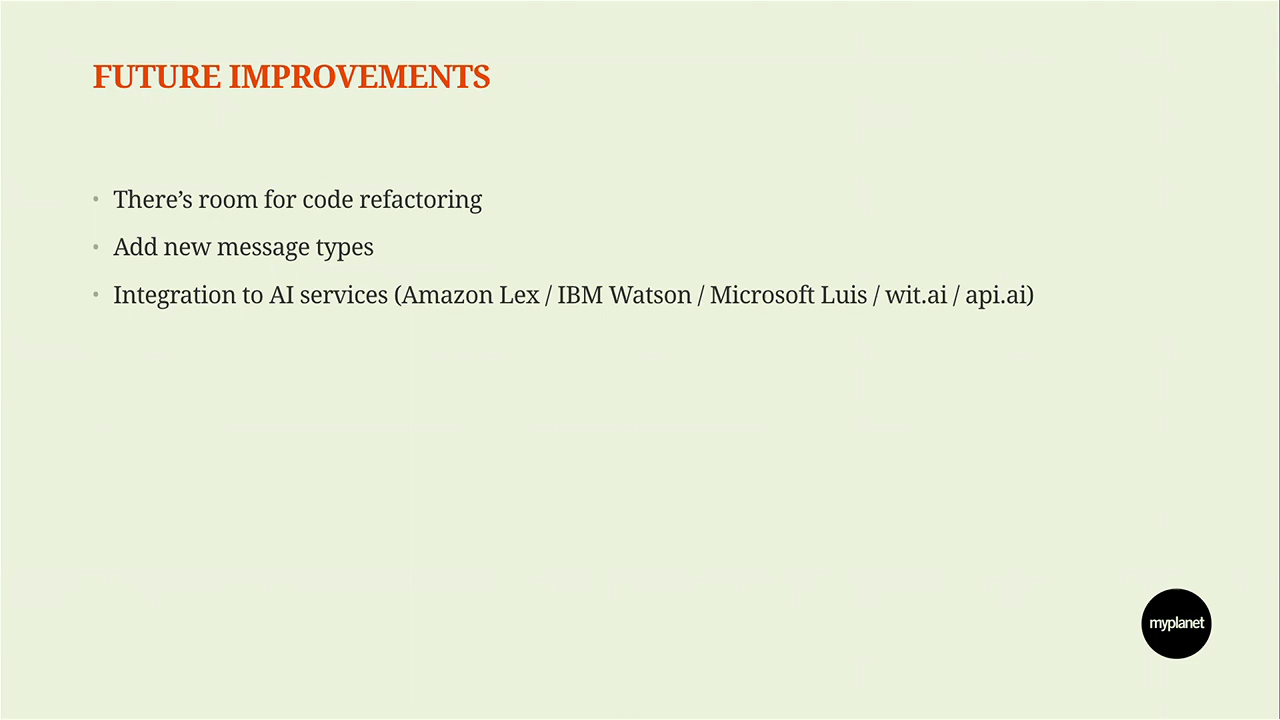 FUTURE IMPROVEMENTS
• There’s room for code refactoring
• Add new message types
• Integration to AI services (Amazon Lex / IBM Watson / Microsoft Luis / wit.ai / api.ai)
myplanet